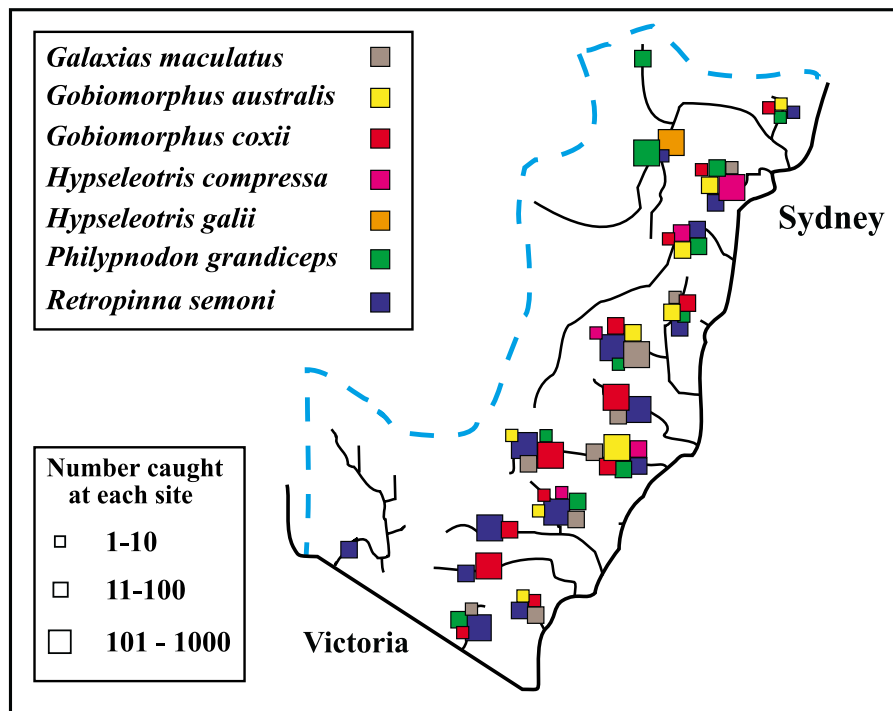 Galaxias maculatus
Gobiomorphus australis
Gobiomorphus coxii
Hypseleotris compressa
Hypseleotris galii
Philypnodon grandiceps
Retropinna semoni
Sydney
Number caught
at each site
1-10
11-100
101 - 1000
Victoria